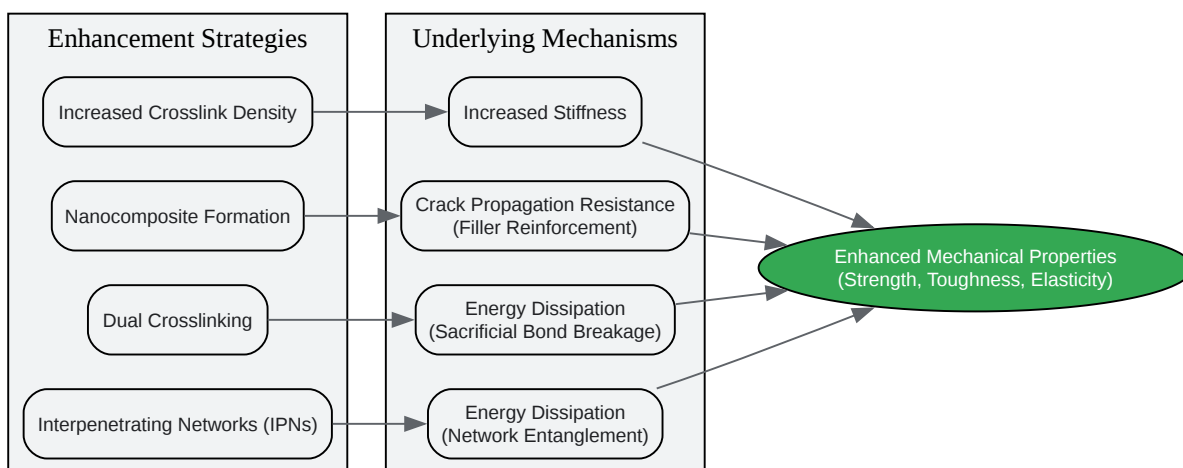 Enhancement Strategies
Underlying Mechanisms
Increased Crosslink Density
Increased Stiffness
Nanocomposite Formation
Crack Propagation Resistance
(Filler Reinforcement)
Enhanced Mechanical Properties
(Strength, Toughness, Elasticity)
Dual Crosslinking
Energy Dissipation
(Sacrificial Bond Breakage)
Interpenetrating Networks (IPNs)
Energy Dissipation
(Network Entanglement)